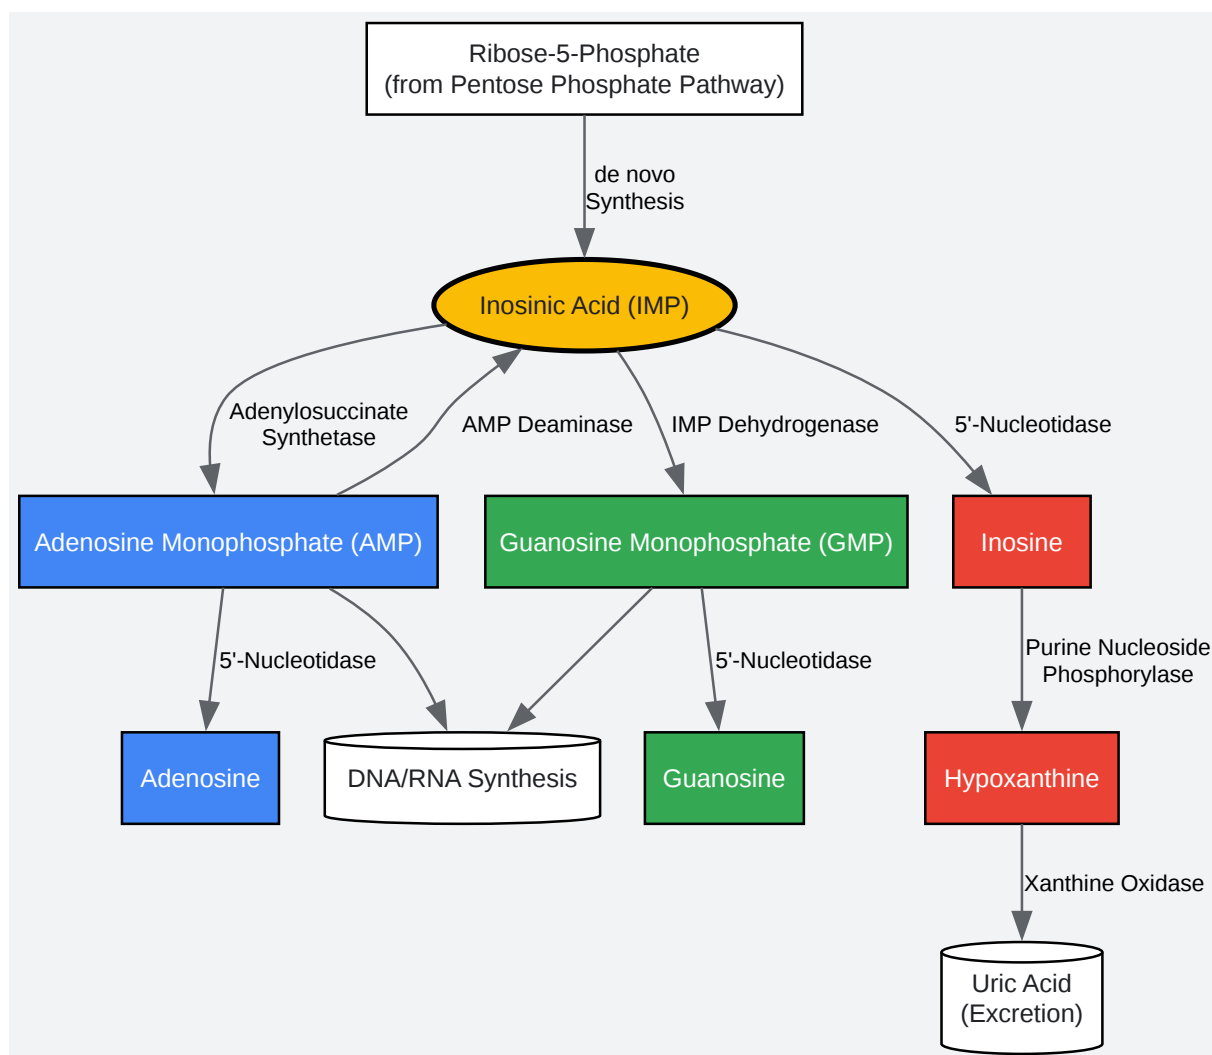 Ribose-5-Phosphate
(from Pentose Phosphate Pathway)
de novo
Synthesis
Inosinic Acid (IMP)
Adenylosuccinate
Synthetase
AMP Deaminase
IMP Dehydrogenase
5'-Nucleotidase
Adenosine Monophosphate (AMP)
Guanosine Monophosphate (GMP)
Inosine
5'-Nucleotidase
5'-Nucleotidase
Purine Nucleoside
Phosphorylase
Adenosine
DNA/RNA Synthesis
Guanosine
Hypoxanthine
Xanthine Oxidase
Uric Acid
(Excretion)